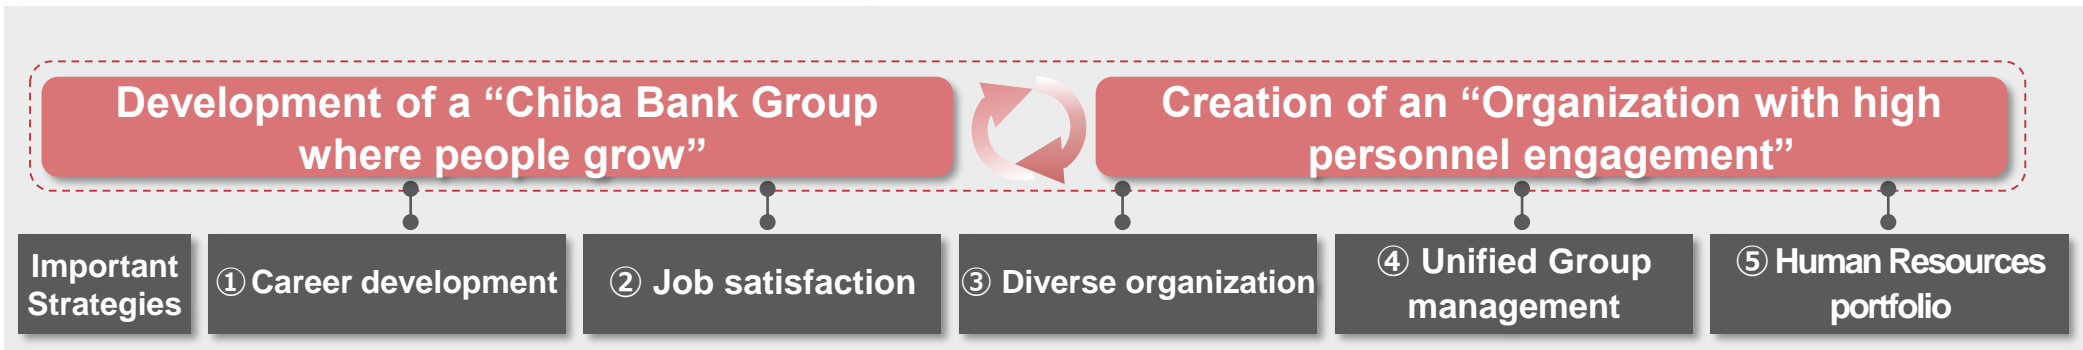 Development of a “Chiba Bank Group
where people grow”
Creation of an “Organization with high
personnel engagement”
Important
Strategies
① Career development
② Job satisfaction
③ Diverse organization
④ Unified Group
management
⑤ Human Resources
portfolio